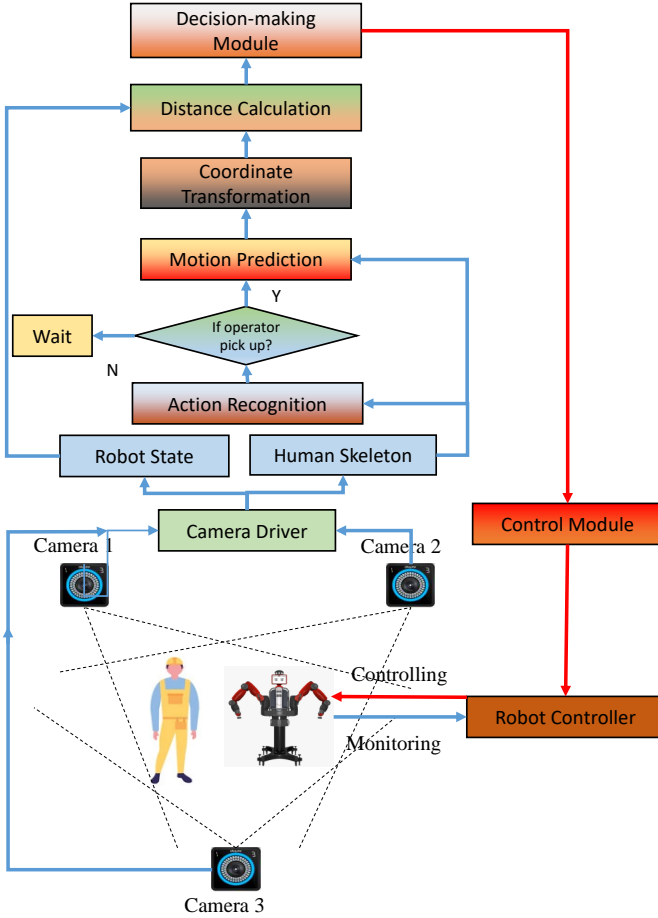 Decision-making
Module
Distance Calculation
Coordinate
Transformation
Motion Prediction
Y
Wait
If operator
pick up?
N
Action Recognition
Robot State
Human Skeleton
Camera Driver
Control Module
Camera 1
Camera 2
Controlling
Robot Controller
Monitoring
Camera 3